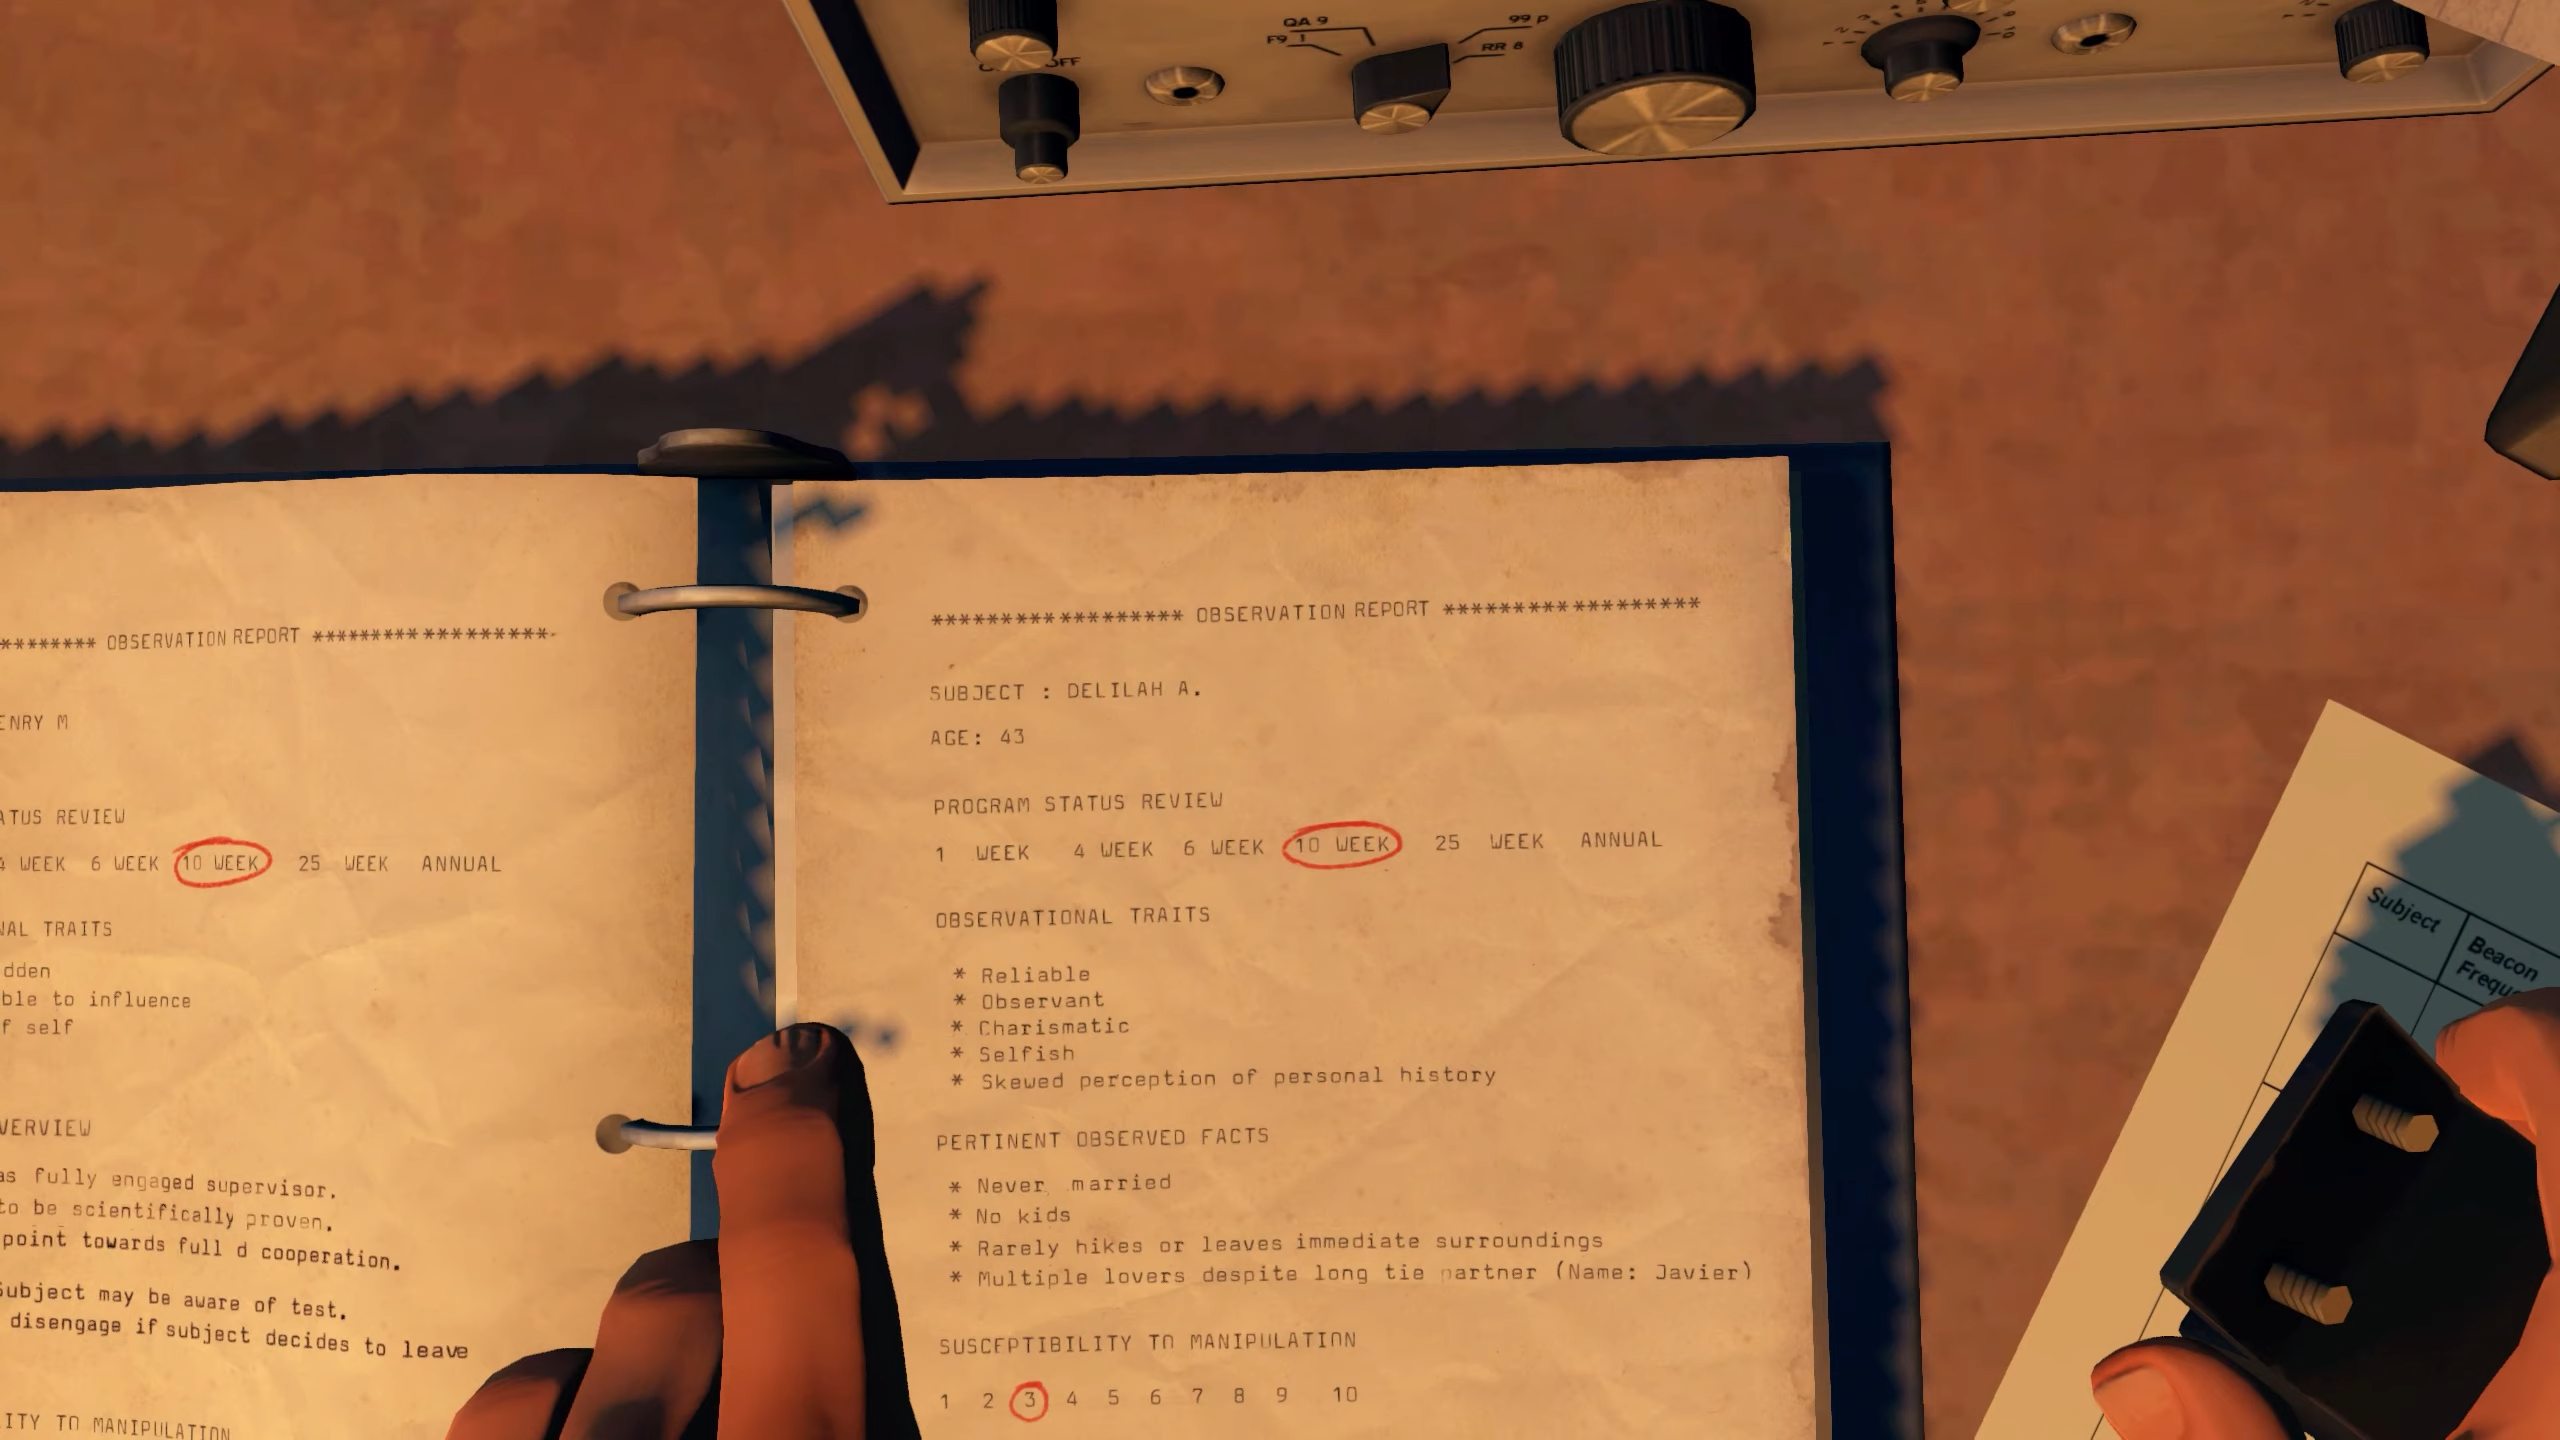 QA 9
99 P
F9 1
RR 8
OFF
******** OBSERVATION REPORT ******************
ENRY M
ATUS REVIEW
4 WEEK 6 WEEK 10 WEEK 25 WEEK ANNUAL
NAL TRAITS
dden
ble to influence
f self
VERVIEW
as fully engaged supervisor.
to be scientifically proven.
point towards full d cooperation.
Subject may be aware of test.
disengage if subject decides to leave
ITY TO MANIPULATION
****************** OBSERVATION REPORT ******************
SUBJECT : DELILAH A.
AGE: 43
PROGRAM STATUS REVIEW
1 WEEK 4 WEEK 6 WEEK 10 WEEK 25 WEEK ANNUAL
OBSERVATIONAL TRAITS
* Reliable
* Observant
* Charismatic
* Selfish
* Skewed perception of personal history
PERTINENT OBSERVED FACTS
* Never married
* No kids
* Rarely hikes or leaves immediate surroundings
* Multiple lovers despite long tie partner (Name: Javier)
SUSCEPTIBILITY TO MANIPULATION
1 2 3 4 5 6 7 8 9 10
Subject
Beacon
Frequ